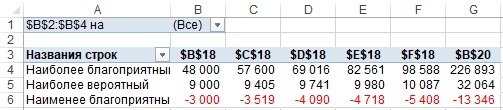 A B C D E F G
1 $B$2:$B$4 на (Все)
2
3 Названия строк $B$18 $C$18 $D$18 $E$18 $F$18 $B$20
4 Наиболее благоприятны 48 000 57 600 69 016 82 561 98 588 226 893
5 Наиболее вероятный 9 000 9 405 9 741 9 980 10 087 32 064
6 Наименее благоприятны -3 000 -3 519 -4 090 -4 718 -5 408 -13 346